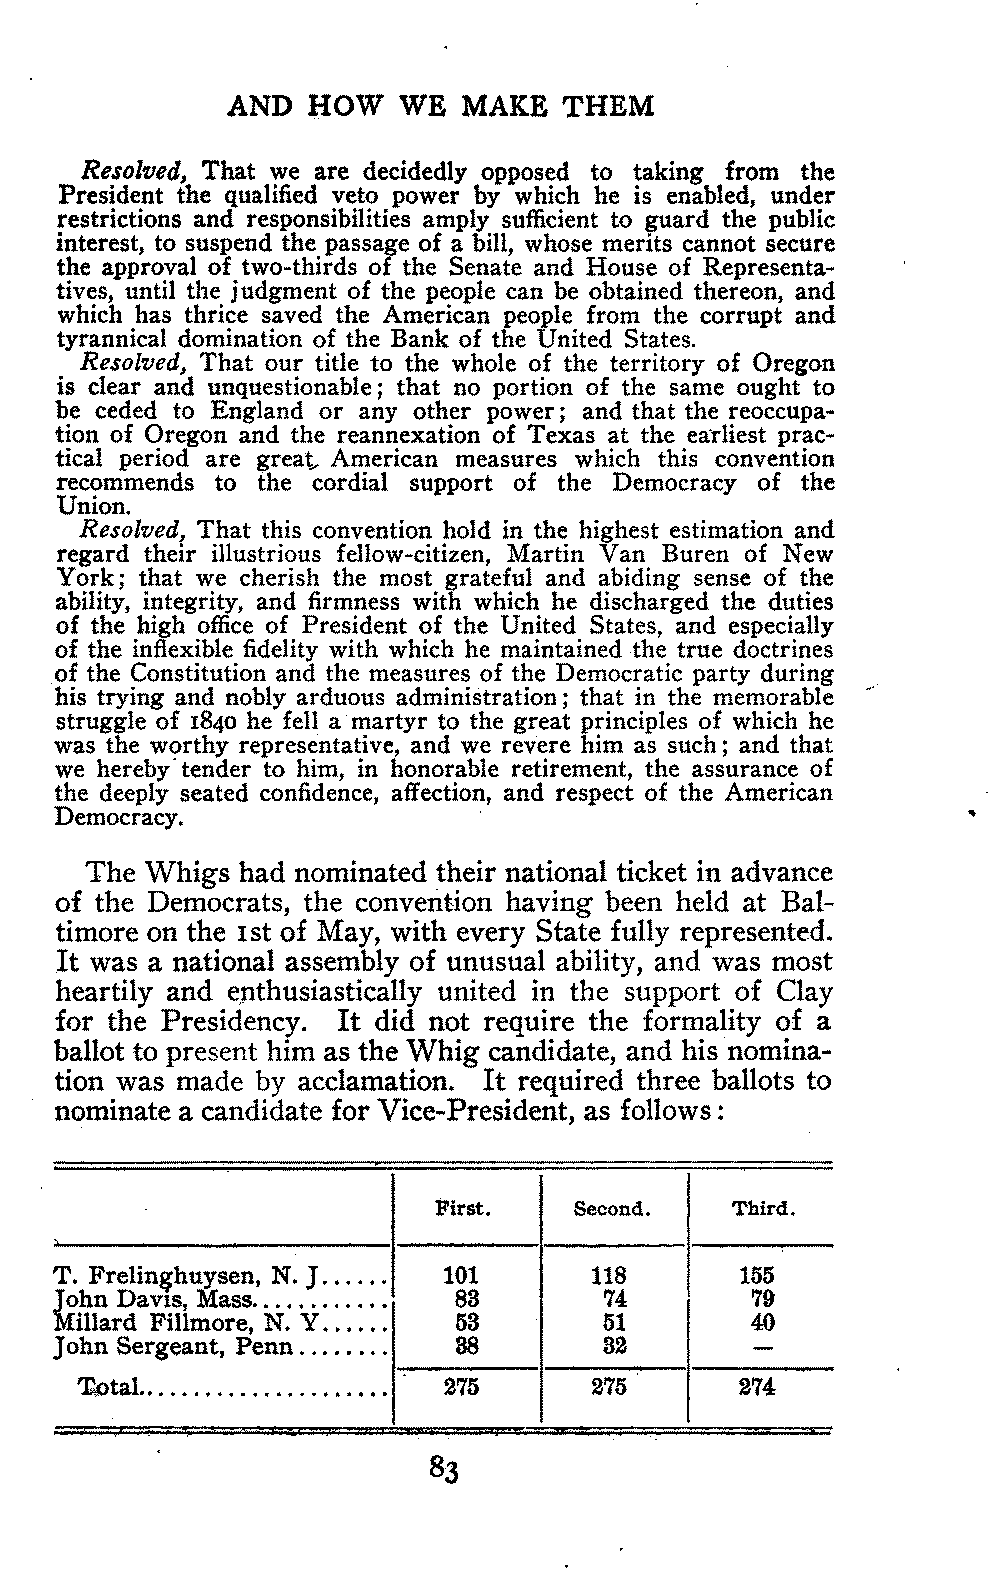 AND HOW WE MAKE THEM
Resolved, That we are decidedly opposed to taking from the
President the qualified veto power by which he is enabled, under
restrictions and responsibilities amply sufficient to guard the public
interest, to suspend the passage of a bill, whose merits cannot secure
the approval of two-thirds of the Senate and House of Representa-
tives, until the judgment of the people can be obtained thereon, and
which has thrice saved the American people from the corrupt and
tyrannical domination of the Bank of the United States.
Resolved, That our title to the whole of the territory of Oregon
is clear and unquestionable; that no portion of the same ought to
be ceded to England or any other power; and that the reoccupa-
tion of Oregon and the reannexation of Texas at the earliest prac-
tical period are great American measures which this convention
recommends to the cordial support of the Democracy of the
Union.
Resolved, That this convention hold in the highest estimation and
regard their illustrious fellow-citizen, Martin Van Buren of New
York; that we cherish the most grateful and abiding sense of the
ability, integrity, and firmness with which he discharged the duties
of the high office of President of the United States, and especially
of the inflexible fidelity with which he maintained the true doctrines
of the Constitution and the measures of the Democratic party during
his trying and nobly arduous administration; that in the memorable
struggle of 1840 he fell a martyr to the great principles of which he
was the worthy representative, and we revere him as such; and that
we hereby tender to him, in honorable retirement, the assurance of
the deeply seated confidence, affection, and respect of the American
Democracy.
The Whigs had nominated their national ticket in advance
of the Democrats, the convention having been held at Bal-
timore on the 1st of May, with every State fully represented.
It was a national assembly of unusual ability, and was most
heartily and enthusiastically united in the support of Clay
for the Presidency. It did not require the formality of a
ballot to present him as the Whig candidate, and his nomina-
tion was made by acclamation. It required three ballots to
nominate a candidate for Vice-President, as follows:
First. Second. Third.
T. Frelinghuysen, N. J...... 101 118 155
John Davis, Mass............ 83 74 79
Millard Fillmore, N. Y...... 53 51 40
John Sergeant, Penn........ 38 32 —
Total...................... 275 275 274
83